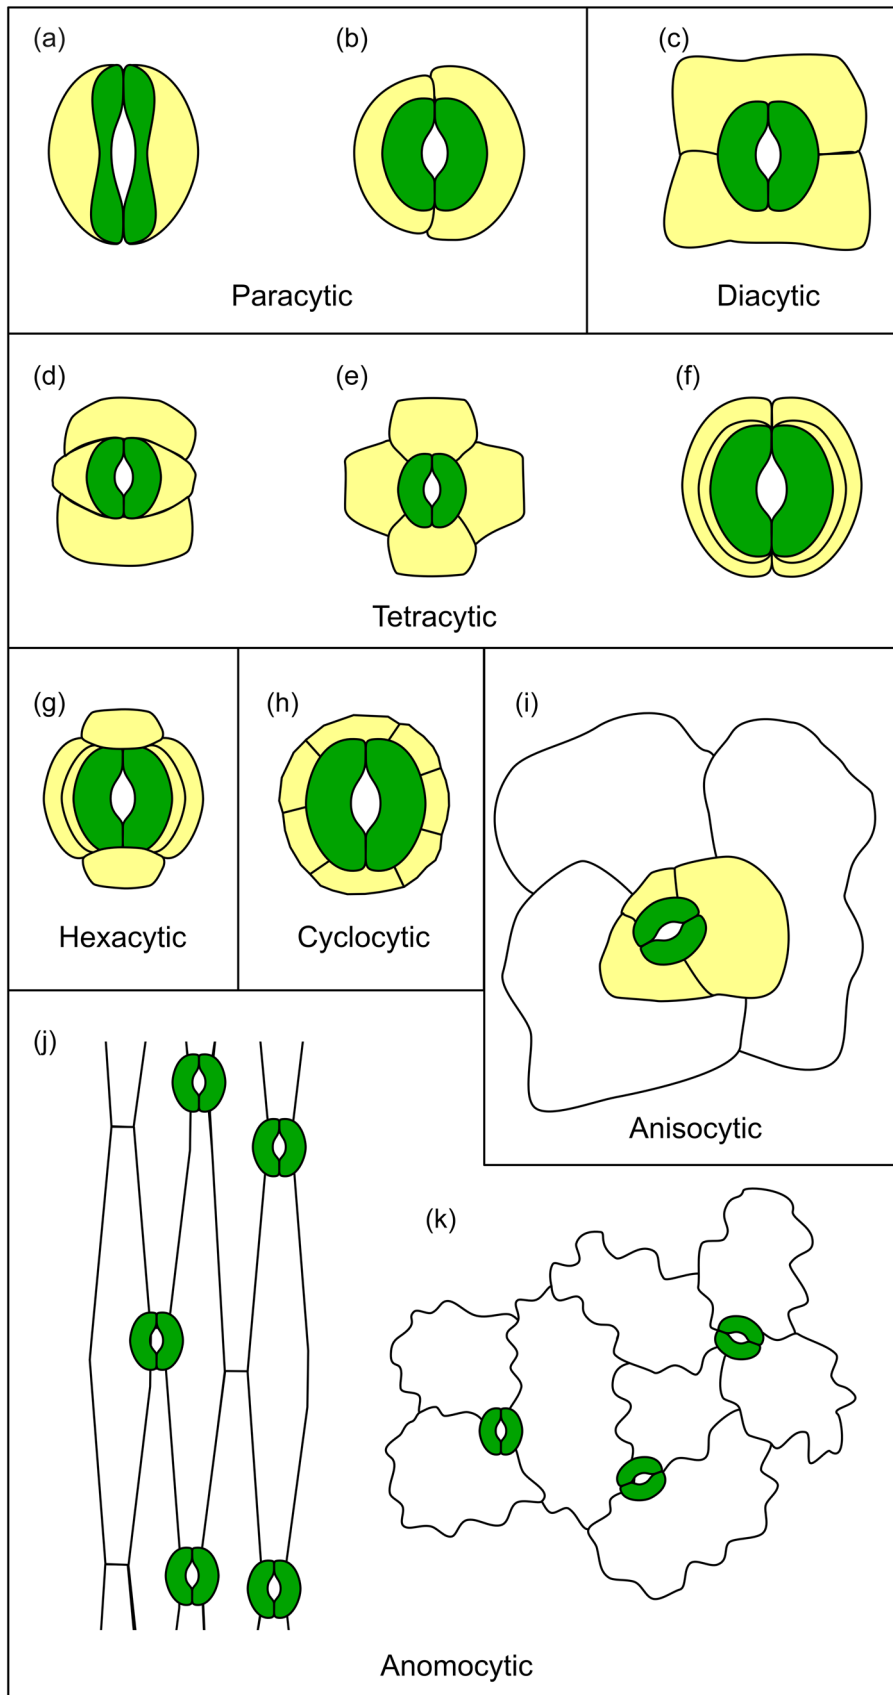 (a)
(b)
(c)
Paracytic
Diacytic
(d)
(e)
(f)
Tetracytic
(g)
(h)
(i)
Hexacytic
Cyclocytic
(j)
Anisocytic
(k)
Anomocytic